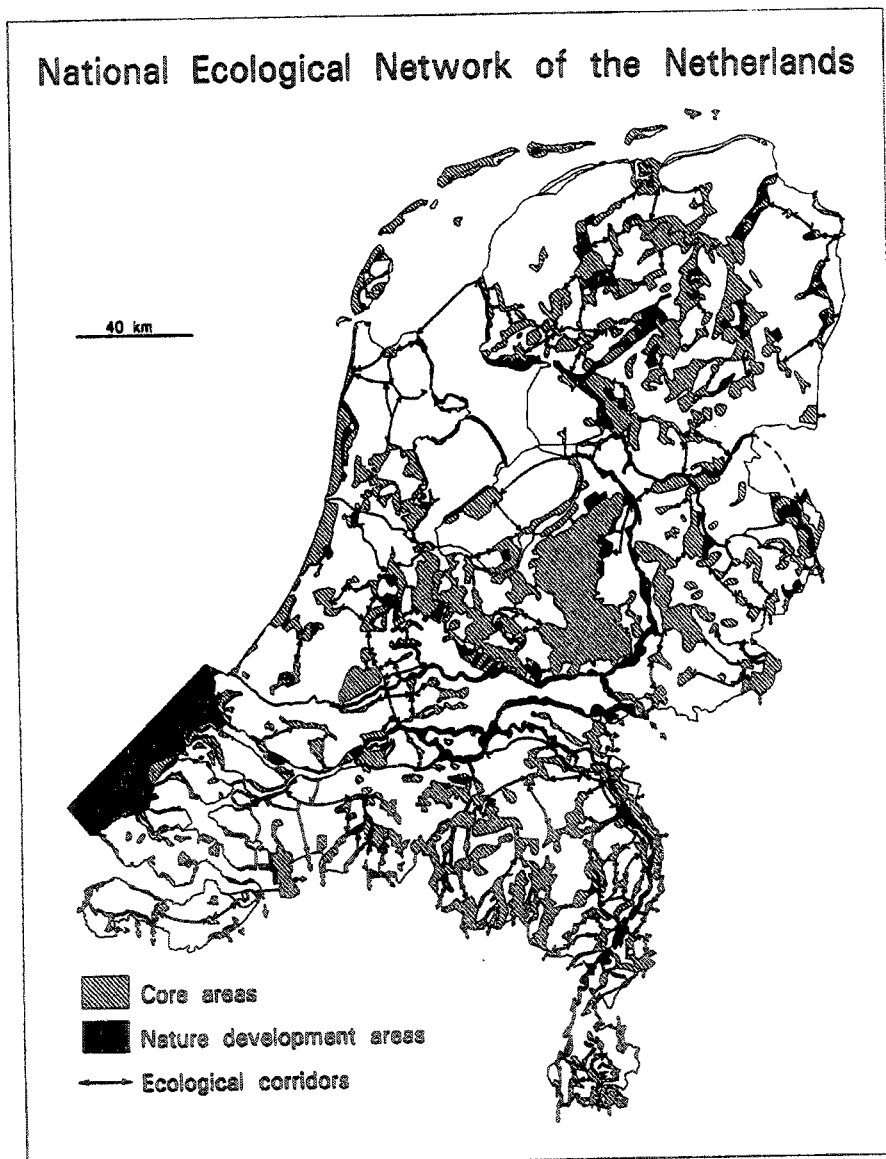 National Ecological Network of the Netherlands
40 km
Core areas
Nature development areas
Ecological corridors